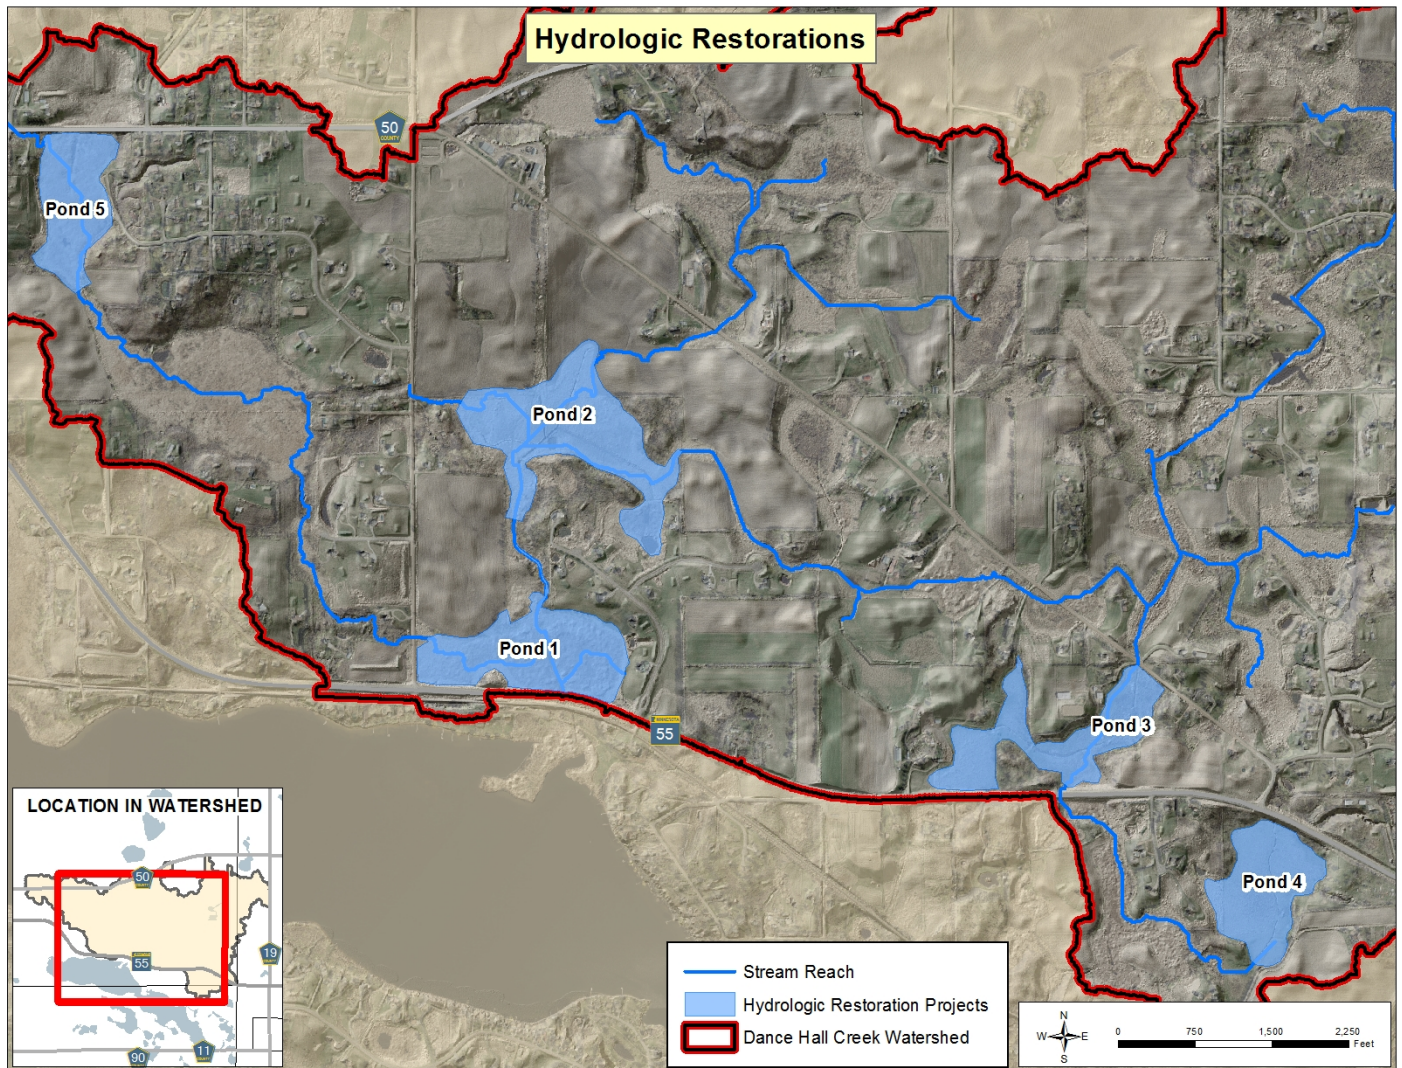 Hydrologic Restorations
50
COUNTY
Pond 5
Pond 2
Pond 1
MINNESOTA
55
Pond 3
Pond 4
LOCATION IN WATERSHED
50
55
19
90
11
Stream Reach
Hydrologic Restoration Projects
Dance Hall Creek Watershed
N
W E
S
0 750 1,500 2,250
Feet